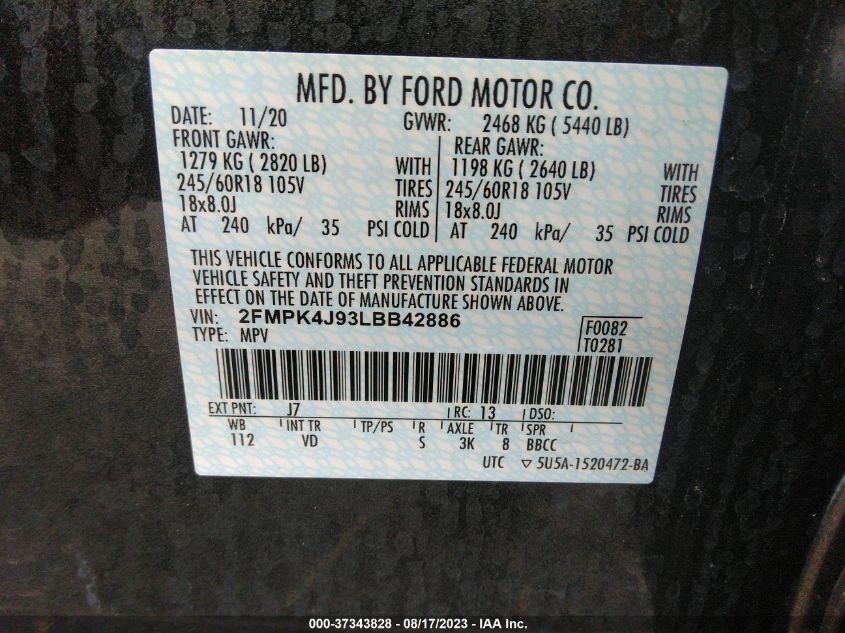 MFD. BY FORD MOTOR CO.
DATE: 11/20 GVWR: 2468 KG ( 5440 LB)
FRONT GAWR: REAR GAWR:
1279 KG ( 2820 LB) WITH 1198 KG ( 2640 LB) WITH
245/60R18 105V TIRES 245/60R18 105V TIRES
18x8.0J RIMS 18x8.0J RIMS
AT 240 kPa/ 35 PSI COLD AT 240 kPa/ 35 PSI COLD
THIS VEHICLE CONFORMS TO ALL APPLICABLE FEDERAL MOTOR
VEHICLE SAFETY AND THEFT PREVENTION STANDARDS IN
EFFECT ON THE DATE OF MANUFACTURE SHOWN ABOVE.
VIN: 2FMPK4J93LBB42886 F0082
TYPE: MPV T0281
EXT PNT: J7 RC: 13 DSO:
WB INT TR TP/PS R AXLE TR SPR
112 VD S 3K 8 BBCC
UTC ▽ 5U5A-1520472-BA
000-37343828 - 08/17/2023 - IAA Inc.